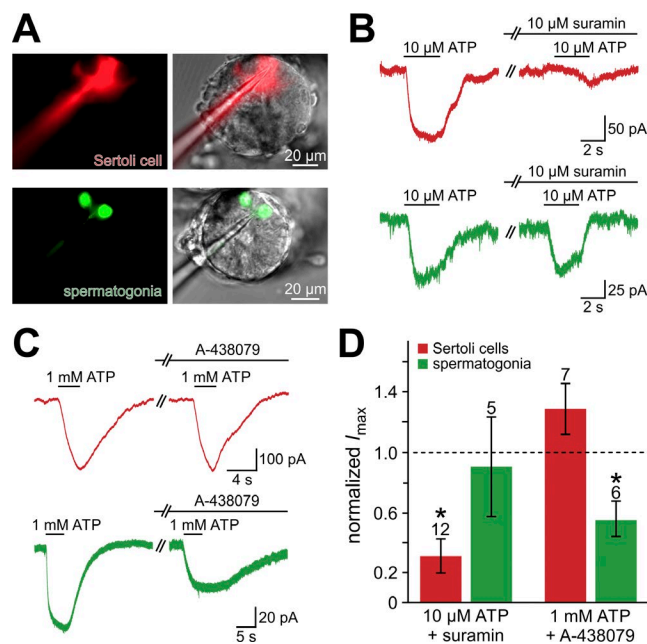 A
Sertoli cell
20 µm
spermatogonia
20 µm
B
10 µM suramin
10 µM ATP
10 µM ATP
50 pA
2 s
10 µM suramin
10 µM ATP
10 µM ATP
25 pA
2 s
C
A-438079
1 mM ATP
1 mM ATP
100 pA
4 s
A-438079
1 mM ATP
1 mM ATP
20 pA
5 s
D
Sertoli cells
spermatogonia
normalized Imax
1.4
1.0
0.6
0.2
0
* 12
5
7
* 6
10 µM ATP
+ suramin
1 mM ATP
+ A-438079